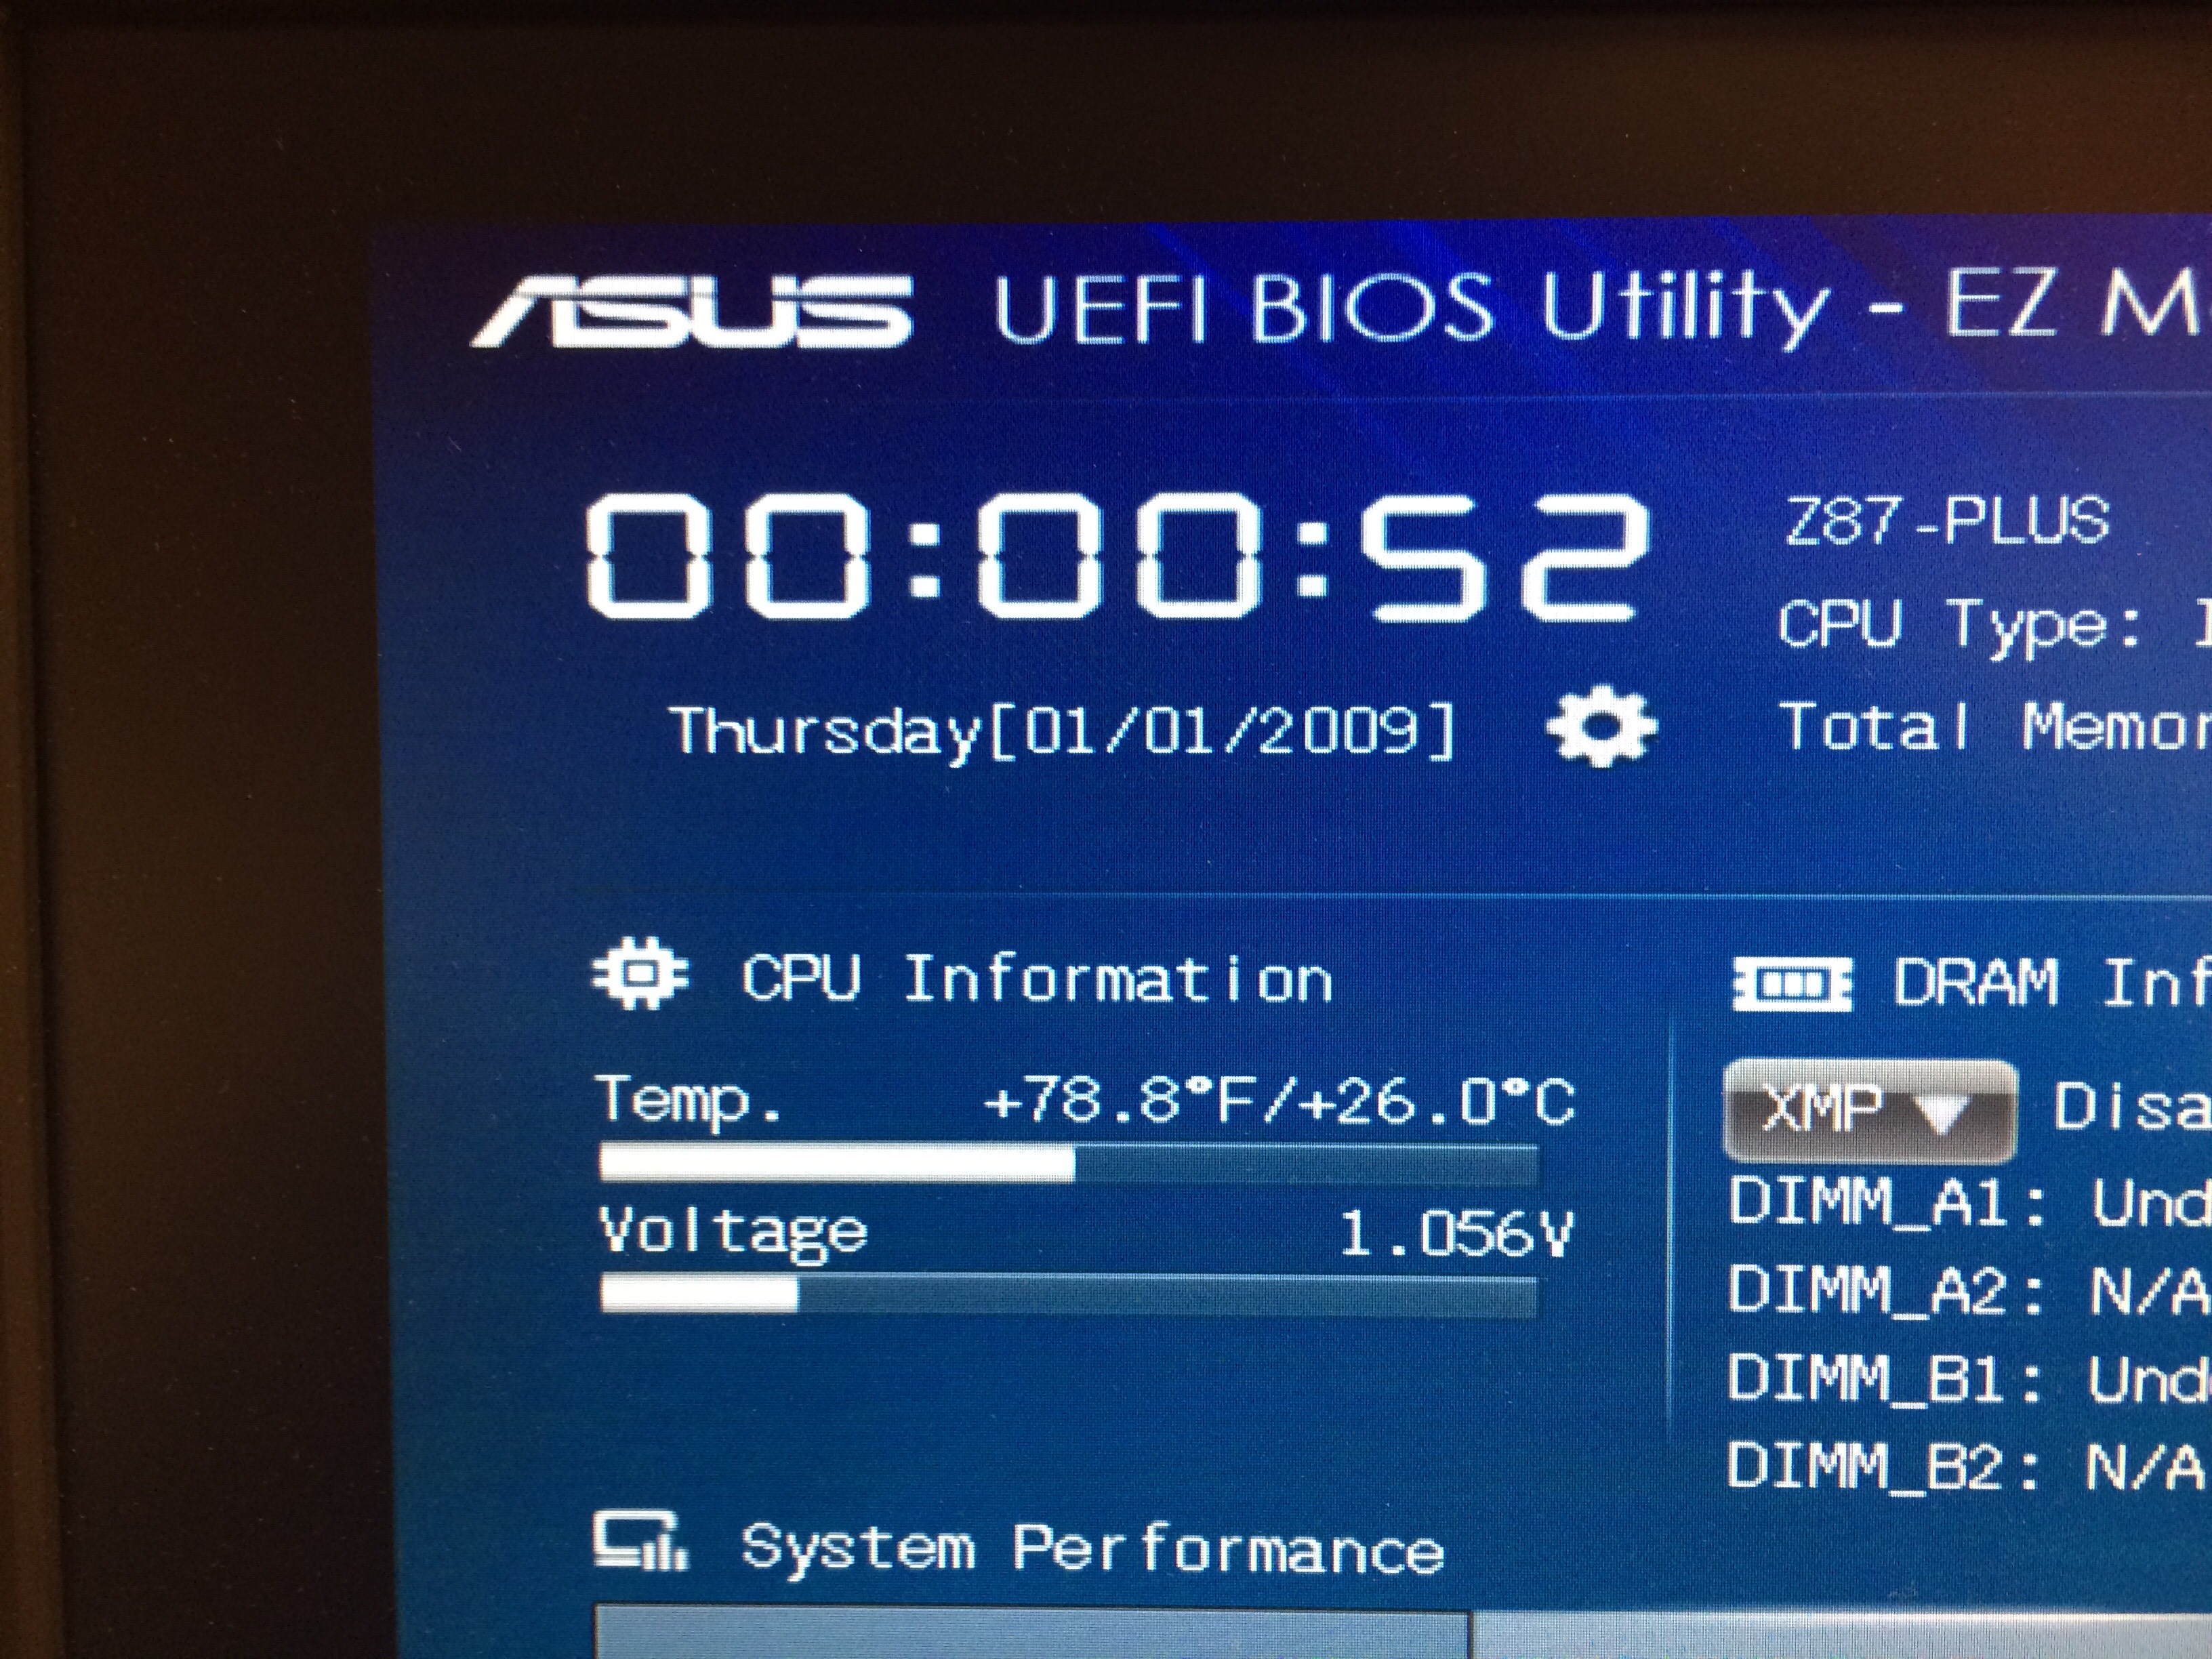 ASUS UEFI BIOS Utility - EZ M
00:00:52
Thursday[01/01/2009]
Z87-PLUS
CPU Type: I
Total Memor
CPU Information
Temp. +78.8°F/+26.0°C
Voltage 1.056V
DRAM Inf
XMP Disa
DIMM_A1: Und
DIMM_A2: N/A
DIMM_B1: Und
DIMM_B2: N/A
System Performance